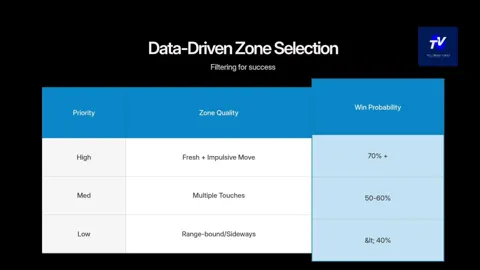 Data-Driven Zone Selection
Filtering for success
TV
Priority
Zone Quality
Win Probability
High
Fresh + Impulsive Move
70% +
Med
Multiple Touches
50-60%
Low
Range-bound/Sideways
&lt; 40%